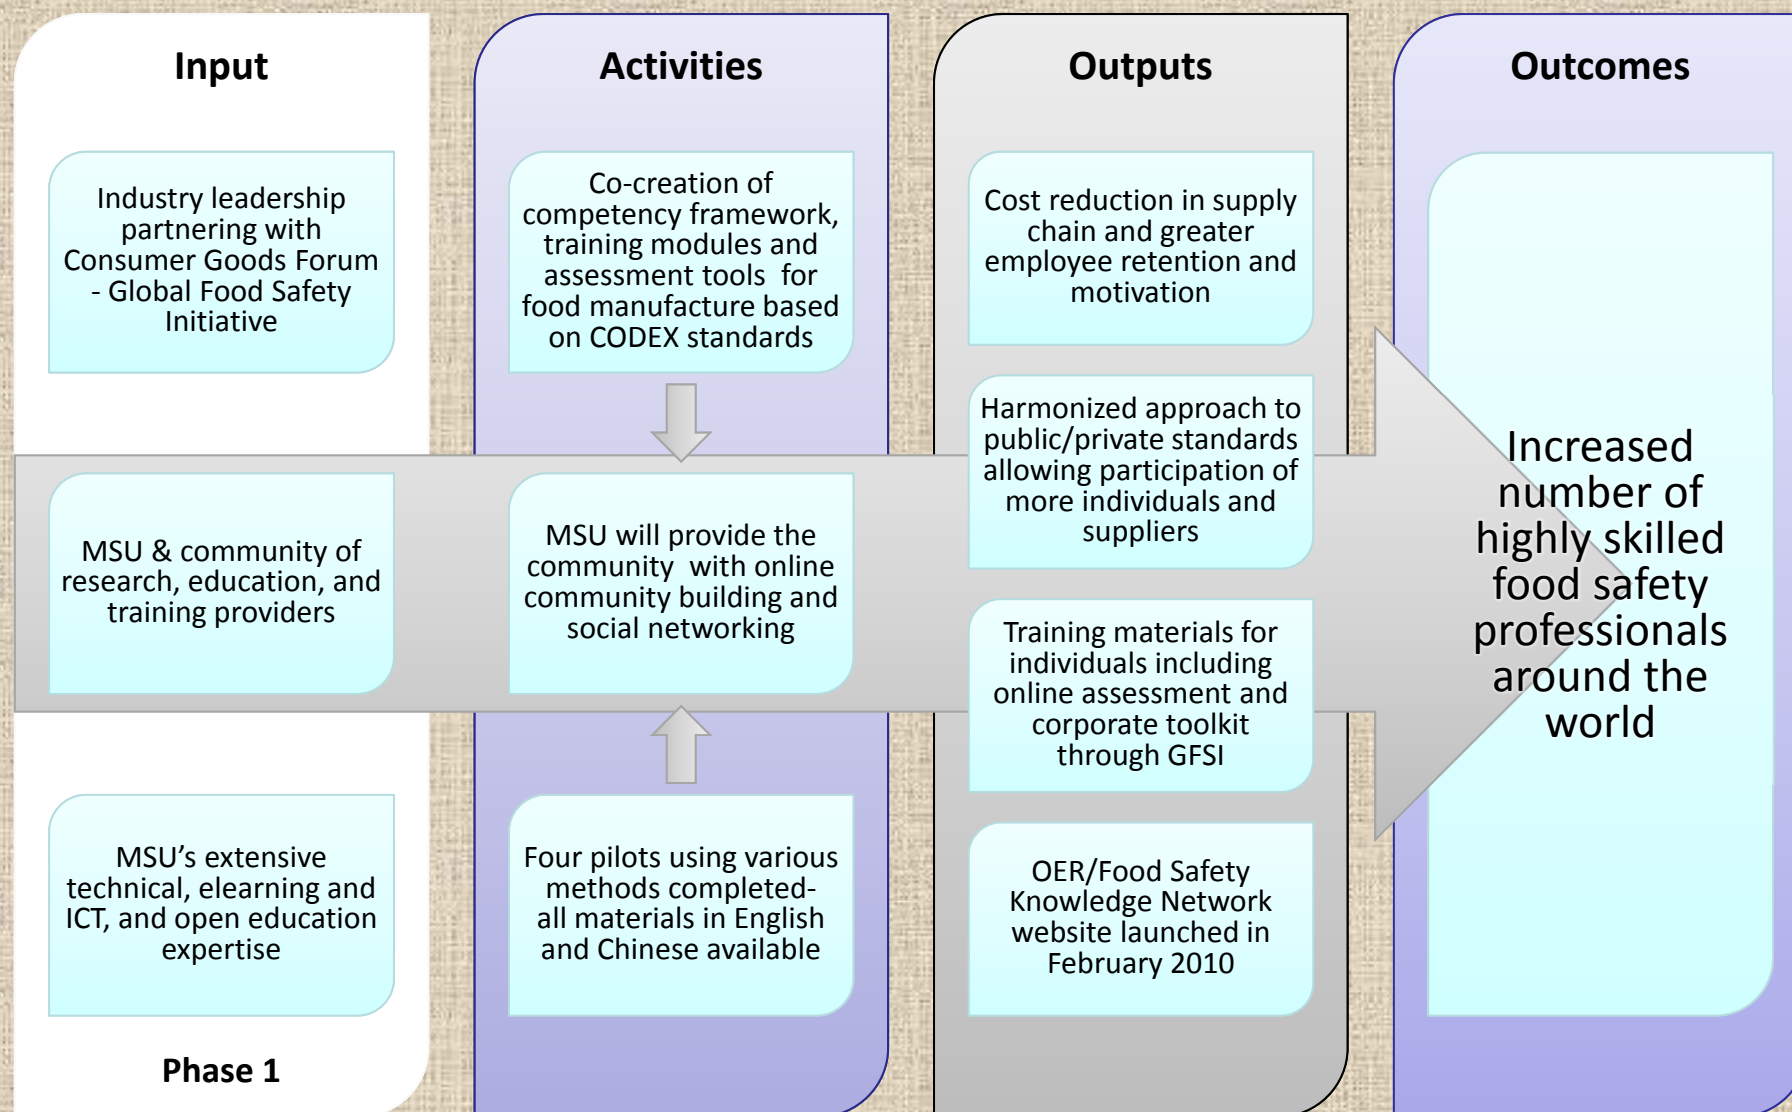 Input
Industry leadership
partnering with
Consumer Goods Forum
- Global Food Safety
Initiative
MSU & community of
research, education, and
training providers
MSU’s extensive
technical, elearning and
ICT, and open education
expertise
Phase 1
Activities
Co-creation of
competency framework,
training modules and
assessment tools for
food manufacture based
on CODEX standards
MSU will provide the
community with online
community building and
social networking
Four pilots using various
methods completed-
all materials in English
and Chinese available
Outputs
Cost reduction in supply
chain and greater
employee retention and
motivation
Harmonized approach to
public/private standards
allowing participation of
more individuals and
suppliers
Training materials for
individuals including
online assessment and
corporate toolkit
through GFSI
OER/Food Safety
Knowledge Network
website launched in
February 2010
Outcomes
Increased
number of
highly skilled
food safety
professionals
around the
world